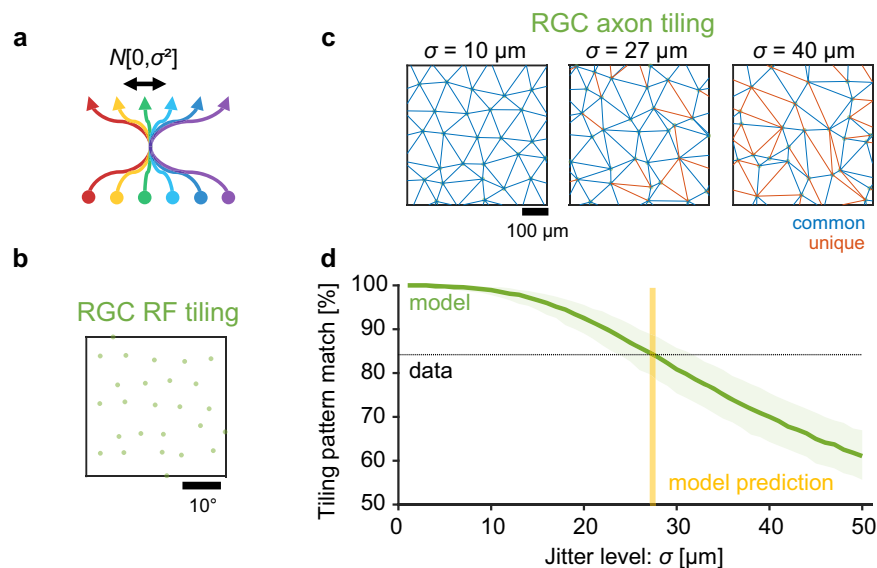 a
N[0,σ²]
b
RGC RF tiling
10°
c
RGC axon tiling
σ = 10 µm
σ = 27 µm
σ = 40 µm
100 µm
common
unique
d
Tiling pattern match [%]
100
90
80
70
60
50
model
data
model prediction
0
10
20
30
40
50
Jitter level: σ [µm]